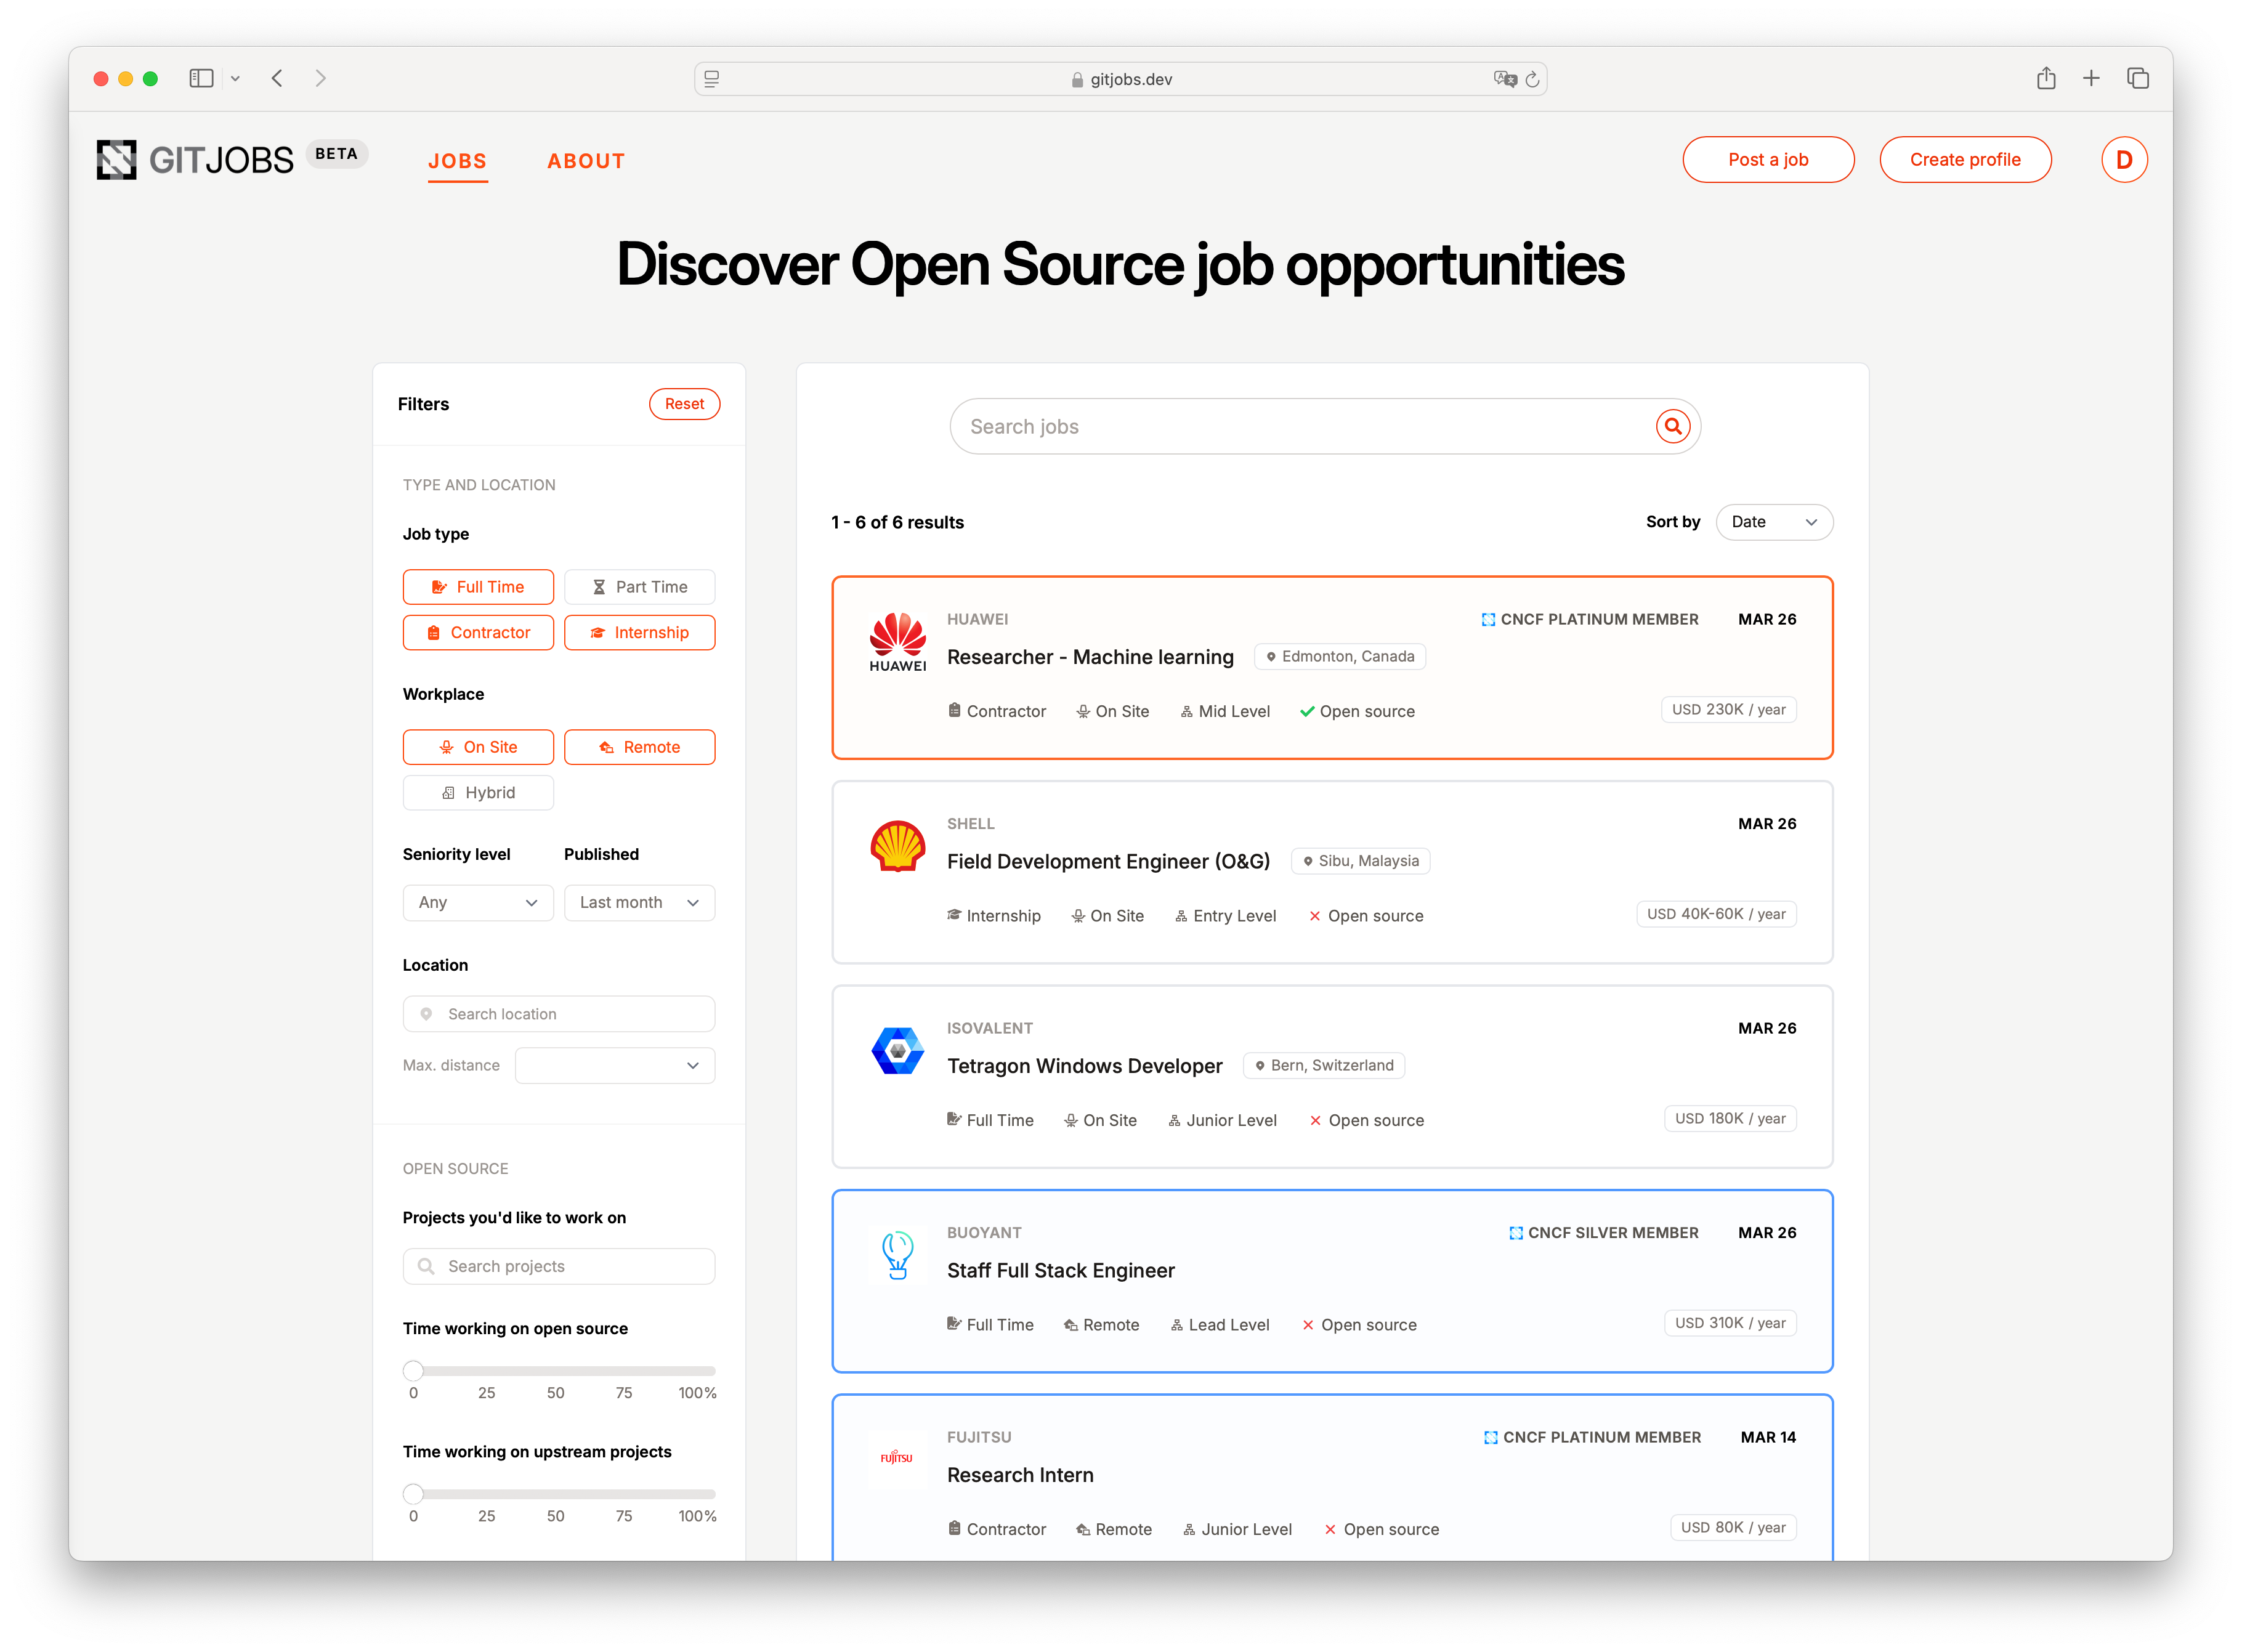 gitjobs.dev
GITJOBS BETA JOBS ABOUT Post a job Create profile D
Discover Open Source job opportunities
Filters Reset
TYPE AND LOCATION
Job type
Full Time Part Time
Contractor Internship
Workplace
On Site Remote
Hybrid
Seniority level Published
Any Last month
Location
Search location
Max. distance
OPEN SOURCE
Projects you'd like to work on
Search projects
Time working on open source
0 25 50 75 100%
Time working on upstream projects
0 25 50 75 100%
Search jobs
1 - 6 of 6 results Sort by Date
HUAWEI
HUAWEI CNCF PLATINUM MEMBER MAR 26
Researcher - Machine learning Edmonton, Canada
Contractor On Site Mid Level Open source USD 230K / year
SHELL MAR 26
Field Development Engineer (O&G) Sibu, Malaysia
Internship On Site Entry Level Open source USD 40K-60K / year
ISOVALENT MAR 26
Tetragon Windows Developer Bern, Switzerland
Full Time On Site Junior Level Open source USD 180K / year
BUOYANT CNCF SILVER MEMBER MAR 26
Staff Full Stack Engineer
Full Time Remote Lead Level Open source USD 310K / year
FUJITSU
FUJITSU CNCF PLATINUM MEMBER MAR 14
Research Intern
Contractor Remote Junior Level Open source USD 80K / year